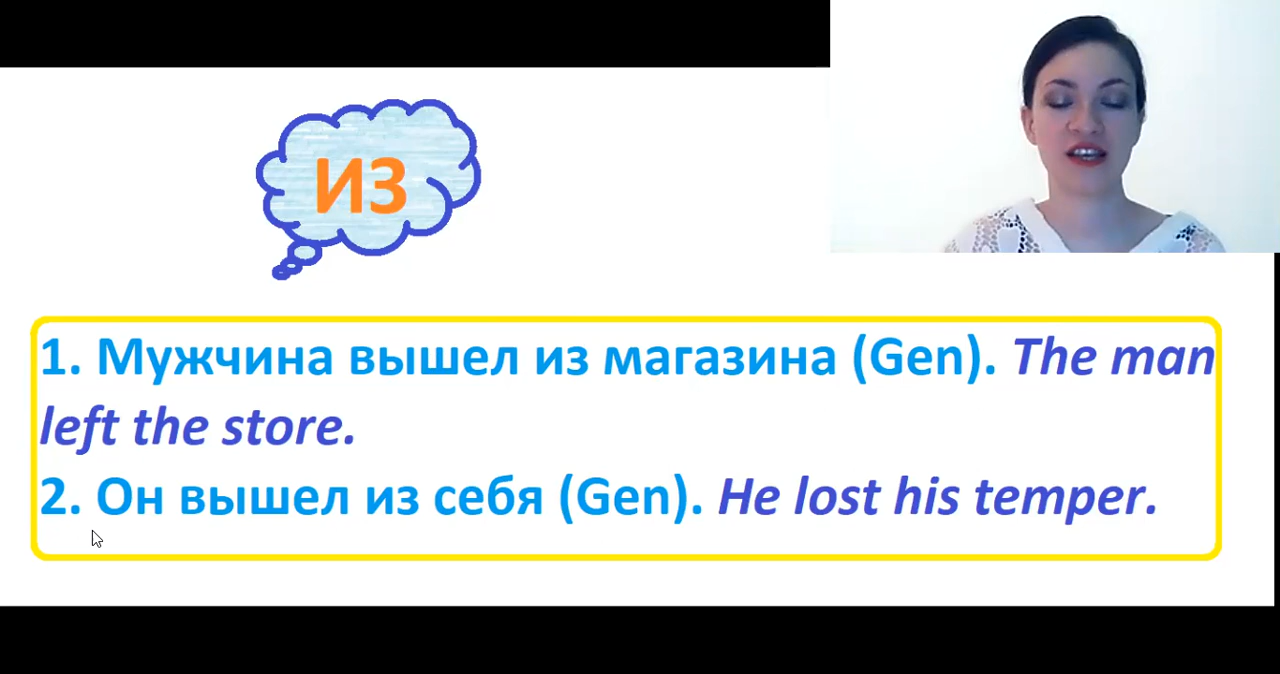 ИЗ
1. Мужчина вышел из магазина (Gen). The man
left the store.
2. Он вышел из себя (Gen). He lost his temper.